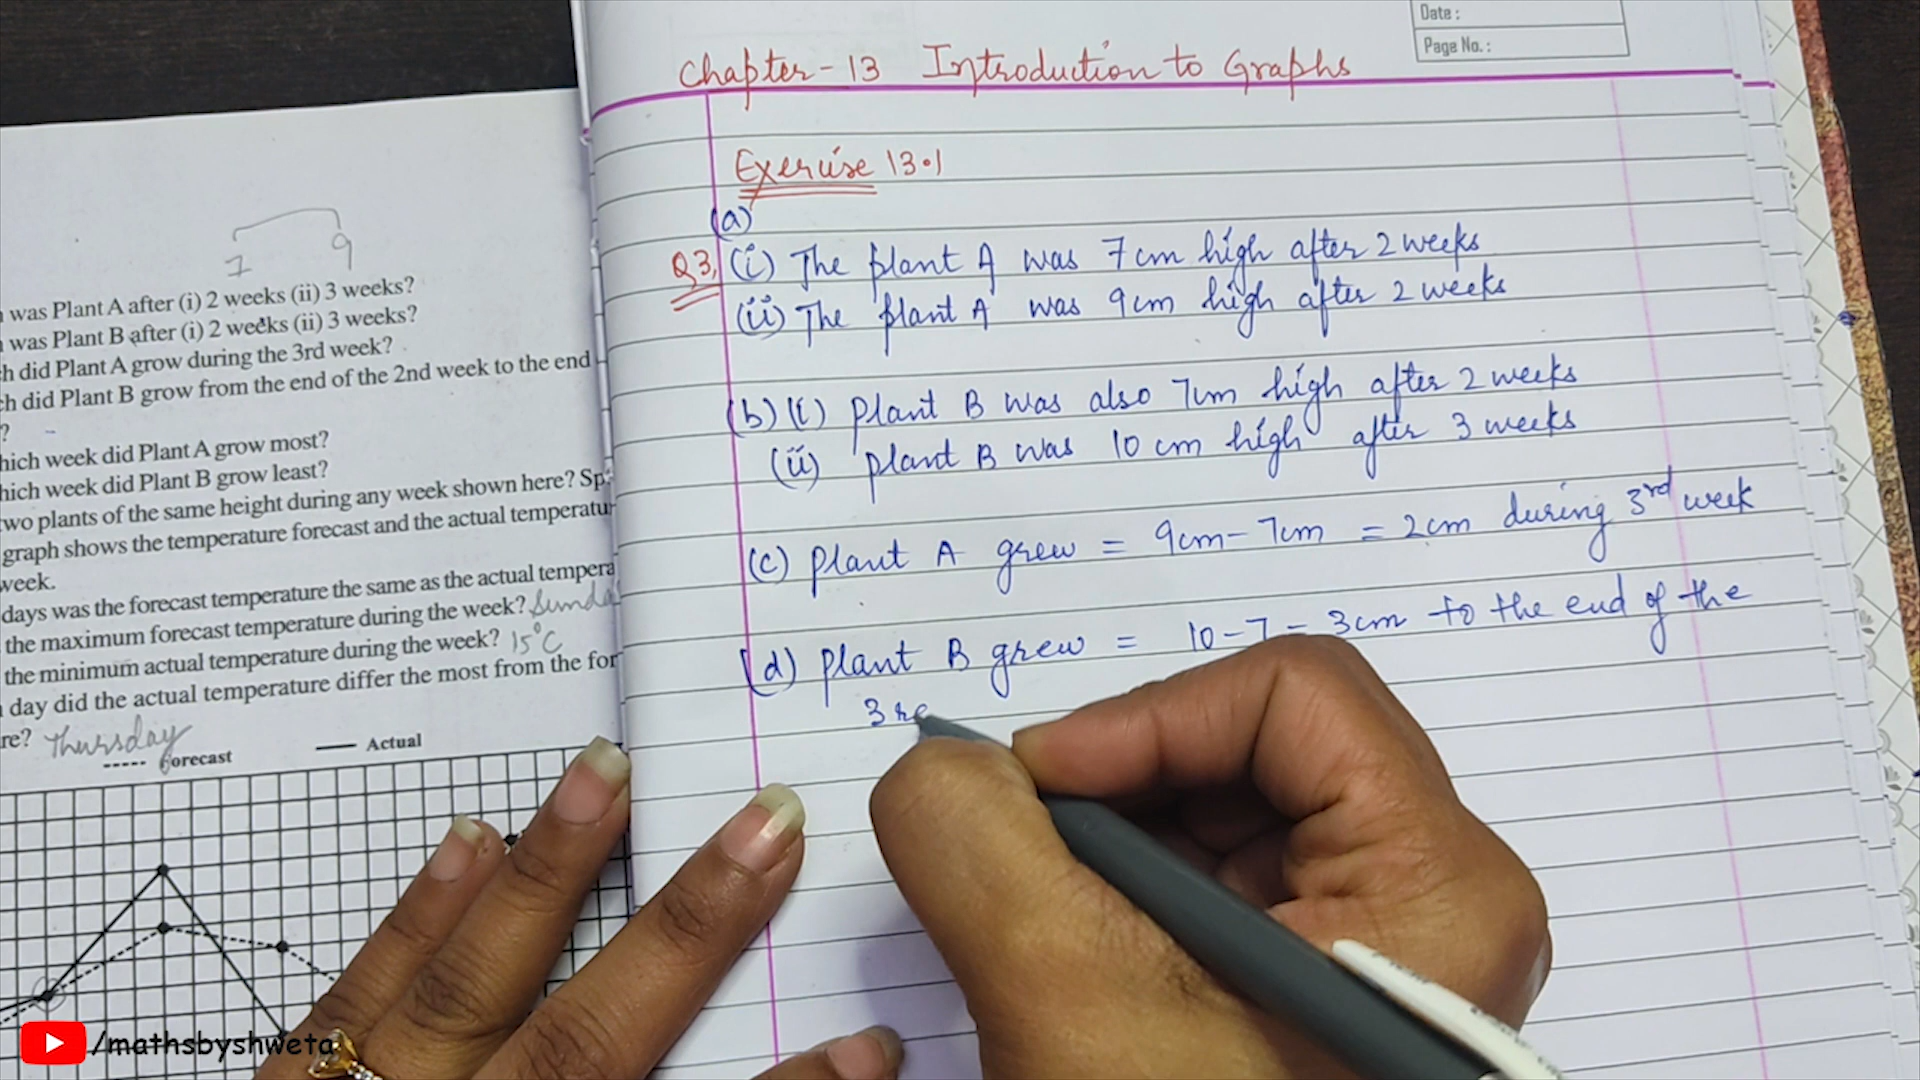 Date :
Page No. :
Chapter - 13 Introduction to Graphs
Exercise 13.1
(a)
Q3, (i) The plant A was 7cm high after 2 weeks
(ii) The plant A was 9cm high after 2 weeks
(b) (i) plant B was also 7cm high after 2 weeks
(ii) plant B was 10 cm high after 3 weeks
(c) plant A grew = 9cm - 7cm = 2cm during 3rd week
(d) plant B grew = 10 - 7 = 3cm to the end of the
3
7 9
was Plant A after (i) 2 weeks (ii) 3 weeks?
was Plant B after (i) 2 weeks (ii) 3 weeks?
h did Plant A grow during the 3rd week?
ch did Plant B grow from the end of the 2nd week to the end
?
hich week did Plant A grow most?
hich week did Plant B grow least?
wo plants of the same height during any week shown here? Sp
graph shows the temperature forecast and the actual temperatu
week.
days was the forecast temperature the same as the actual tempera
the maximum forecast temperature during the week? Sunda
the minimum actual temperature during the week? 15°C
day did the actual temperature differ the most from the for
re? Thursday
----- Forecast —— Actual
/mathsbyshweta